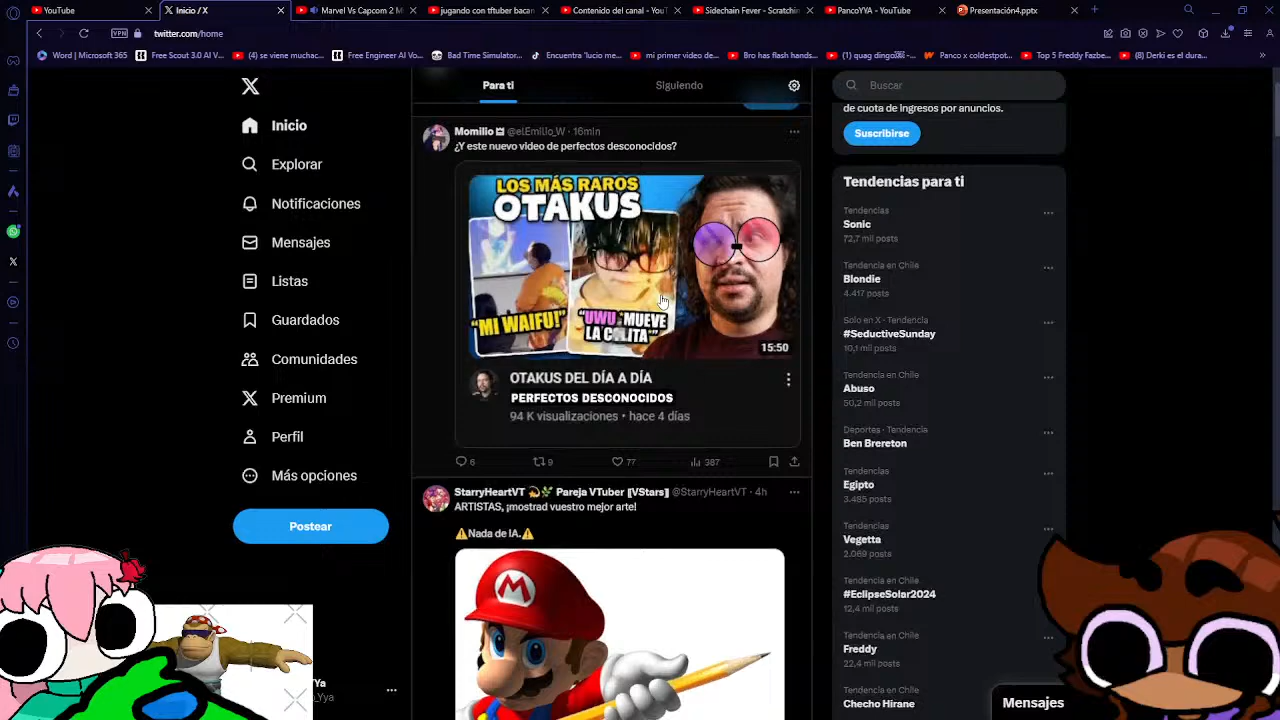 YouTube
Inicio / X
Marvel Vs Capcom 2 M
jugando con tftuber bacan
Contenido del canal - YouT
Sidechain Fever - Scratchin
PancoYYA - YouTube
Presentación4.pptx
VPN
twitter.com/home
Word | Microsoft 365
Free Scout 3.0 AI V...
(4) se viene muchac...
Free Engineer AI Vo...
Bad Time Simulator...
Encuentra 'lucio me...
mi primer video de...
Bro has flash hands...
Panco x coldestpot...
Top 5 Freddy Fazbe...
(8) Derki es el dura...
Inicio
Explorar
Notificaciones
Mensajes
Listas
Guardados
Comunidades
Premium
Perfil
Más opciones
Postear
Ya
_Yya
Para ti
Siguiendo
Momilio @elEmilio_W · 16min
¿Y este nuevo video de perfectos desconocidos?
LOS MÁS RAROS
OTAKUS
"MI WAIFU!"
"UWU MUEVE
LA C LITA"
15:50
OTAKUS DEL DÍA A DÍA
PERFECTOS DESCONOCIDOS
94 K visualizaciones • hace 4 días
6
9
77
387
StarryHeartVT Pareja VTuber [VStars] @StarryHeartVT · 4h
ARTISTAS, ¡mostrad vuestro mejor arte!
Nada de IA.
M
Buscar
de cuota de ingresos por anuncios.
Suscribirse
Tendencias para ti
Tendencias
Sonic
72,7 mil posts
Tendencia en Chile
Blondie
4.417 posts
Solo en X · Tendencia
#SeductiveSunday
10,1 mil posts
Tendencia en Chile
Abuso
50,2 mil posts
Deportes · Tendencia
Ben Brereton
Tendencias
Egipto
3.485 posts
Tendencias
Vegetta
2.069 posts
Tendencia en Chile
#EclipseSolar2024
12,4 mil posts
Tendencia en Chile
Freddy
22,4 mil posts
Tendencia en Chile
Checho Hirane
Mensajes